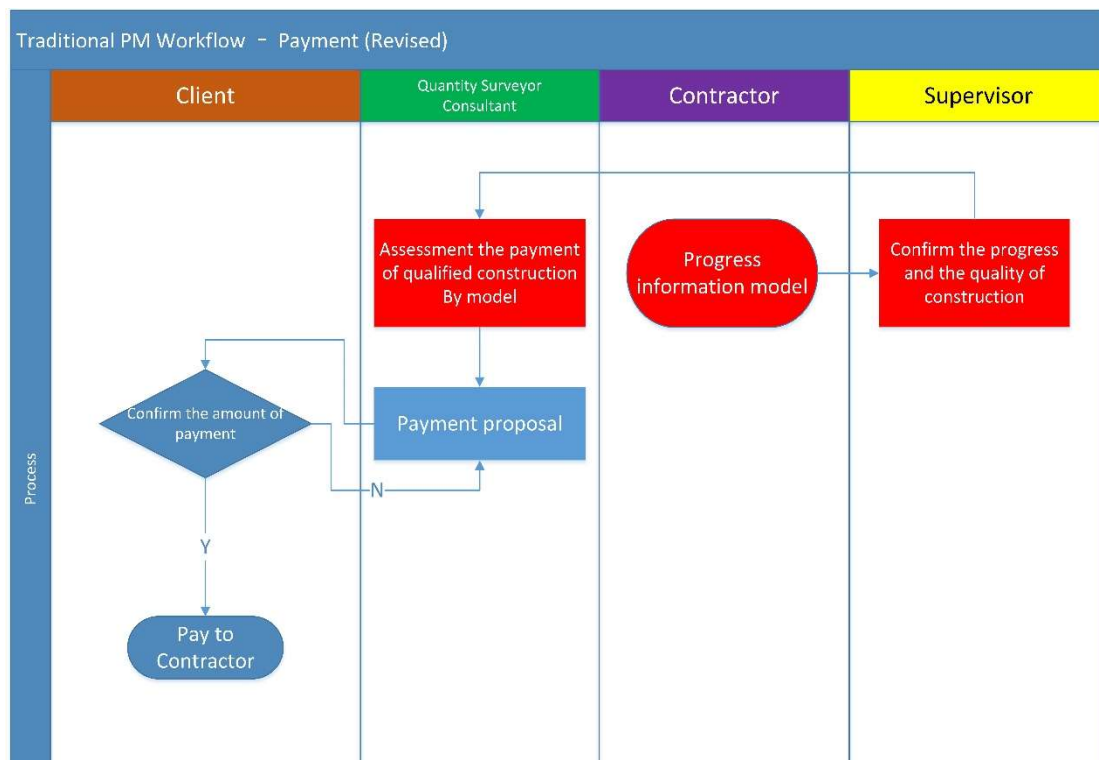 Traditional PM Workflow – Payment (Revised)
Client
Quantity Surveyor
Consultant
Contractor
Supervisor
Process
Assessment the payment
of qualified construction
By model
Progress
information model
Confirm the progress
and the quality of
construction
Confirm the amount of
payment
Payment proposal
N
Y
Pay to
Contractor